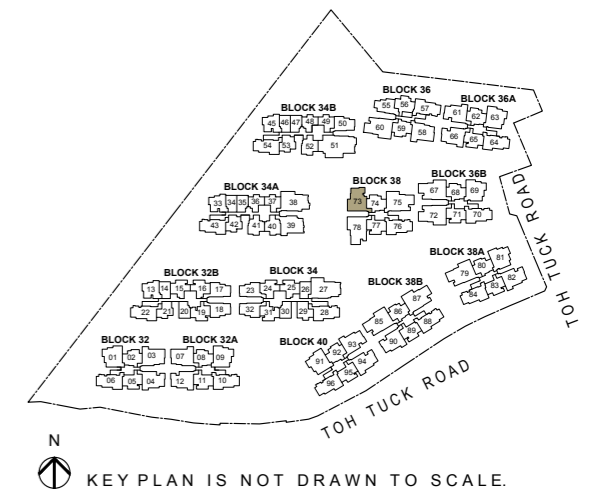 BLOCK 36
55 56 57
60 59 58
BLOCK 36A
61 62 63
66 65 64
BLOCK 34B
45 46 47 48 49 50
54 53 52 51
BLOCK 34A
33 34 35 36 37 38
43 42 41 40 39
BLOCK 38
73 74 75
78 77 76
BLOCK 36B
67 68 69
72 71 70
TOH TUCK ROAD
BLOCK 38A
79 80 81
84 83 82
BLOCK 32B
13 14 15 16 17
22 21 20 19 18
BLOCK 34
23 24 25 26 27
32 31 30 29 28
BLOCK 38B
85 86 87
90 89 88
BLOCK 32
01 02 03
06 05 04
BLOCK 32A
07 08 09
12 11 10
BLOCK 40
91 92 93
96 95 94
TOH TUCK ROAD
N
KEY PLAN IS NOT DRAWN TO SCALE.